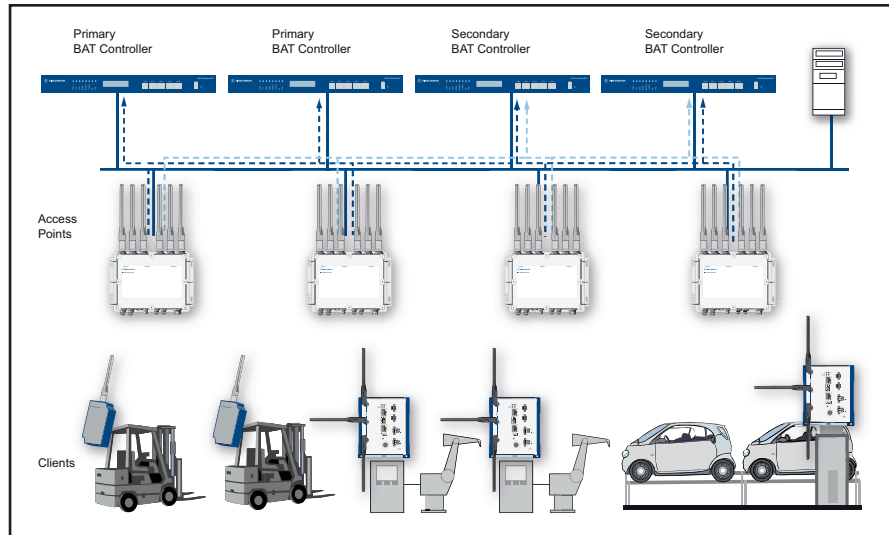 Primary
BAT Controller
Primary
BAT Controller
Secondary
BAT Controller
Secondary
BAT Controller
Access
Points
Clients